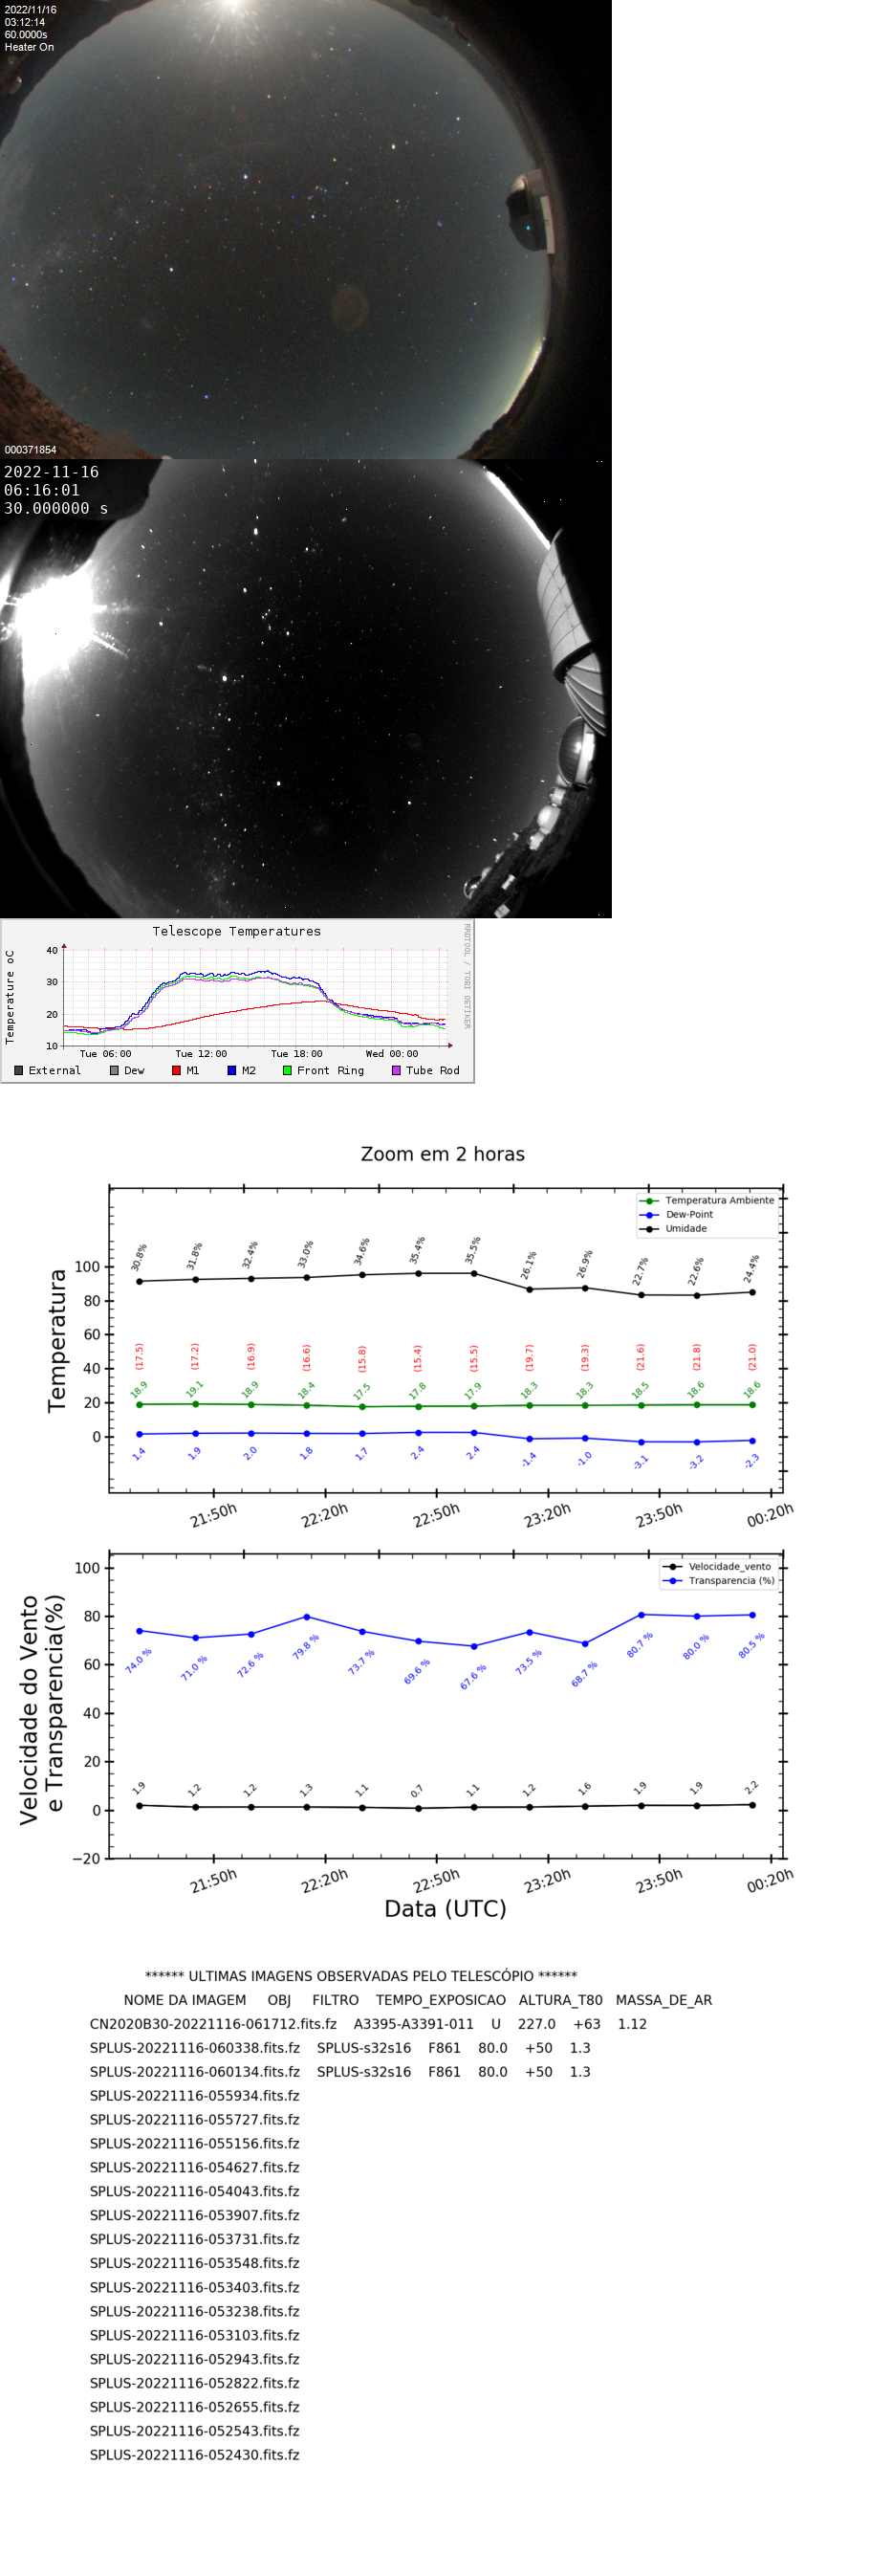 2022/11/16
03:12:14
60.0000s
Heater On
000371854
2022-11-16
06:16:01
30.000000 s
Telescope Temperatures
RRDTOOL / TOBI OETIKER
Temperature oC
40
30
20
10
Tue 06:00 Tue 12:00 Tue 18:00 Wed 00:00
External Dew M1 M2 Front Ring Tube Rod
Zoom em 2 horas
Temperatura Ambiente
Dew-Point
Umidade
Temperatura
100
80
60
40
20
0
30.8% 31.8% 32.4% 33.0% 34.6% 35.4% 35.5% 26.1% 26.9% 22.7% 22.6% 24.4%
(17.5) (17.2) (16.9) (16.6) (15.8) (15.4) (15.5) (19.7) (19.3) (21.6) (21.8) (21.0)
18.9 19.1 18.9 18.4 17.5 17.8 17.9 18.3 18.3 18.5 18.6 18.6
1.4 1.9 2.0 1.8 1.7 2.4 2.4 -1.4 -1.0 -3.1 -3.2 -2.3
21:50h 22:20h 22:50h 23:20h 23:50h 00:20h
Velocidade_vento
Transparencia (%)
Velocidade do Vento
e Transparencia(%)
100
80
60
40
20
0
−20
74.0 % 71.0 % 72.6 % 79.8 % 73.7 % 69.6 % 67.6 % 73.5 % 68.7 % 80.7 % 80.0 % 80.5 %
1.9 1.2 1.2 1.3 1.1 0.7 1.1 1.2 1.6 1.9 1.9 2.2
21:50h 22:20h 22:50h 23:20h 23:50h 00:20h
Data (UTC)
****** ULTIMAS IMAGENS OBSERVADAS PELO TELESCÓPIO ******
NOME DA IMAGEM OBJ FILTRO TEMPO_EXPOSICAO ALTURA_T80 MASSA_DE_AR
CN2020B30-20221116-061712.fits.fz A3395-A3391-011 U 227.0 +63 1.12
SPLUS-20221116-060338.fits.fz SPLUS-s32s16 F861 80.0 +50 1.3
SPLUS-20221116-060134.fits.fz SPLUS-s32s16 F861 80.0 +50 1.3
SPLUS-20221116-055934.fits.fz
SPLUS-20221116-055727.fits.fz
SPLUS-20221116-055156.fits.fz
SPLUS-20221116-054627.fits.fz
SPLUS-20221116-054043.fits.fz
SPLUS-20221116-053907.fits.fz
SPLUS-20221116-053731.fits.fz
SPLUS-20221116-053548.fits.fz
SPLUS-20221116-053403.fits.fz
SPLUS-20221116-053238.fits.fz
SPLUS-20221116-053103.fits.fz
SPLUS-20221116-052943.fits.fz
SPLUS-20221116-052822.fits.fz
SPLUS-20221116-052655.fits.fz
SPLUS-20221116-052543.fits.fz
SPLUS-20221116-052430.fits.fz